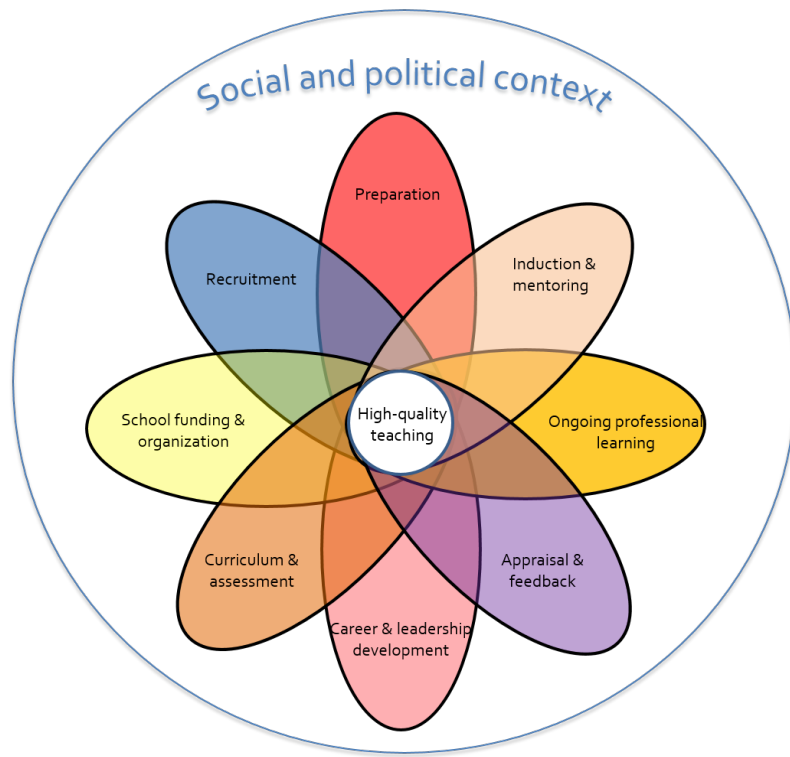 Social and political context
Preparation
Induction &
mentoring
Recruitment
Ongoing professional
learning
School funding &
organization
High-quality
teaching
Appraisal &
feedback
Curriculum &
assessment
Career & leadership
development